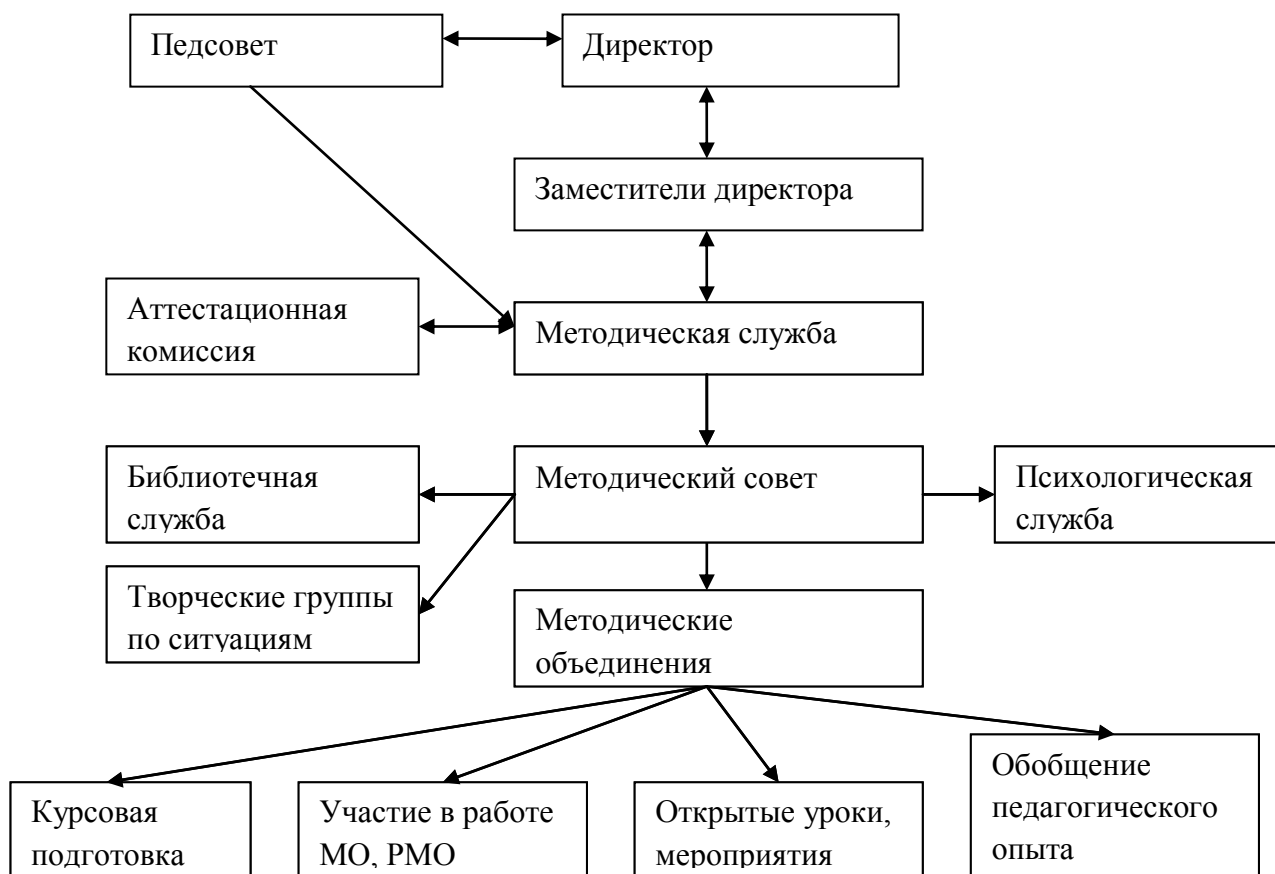 Педсовет
Директор
Заместители директора
Аттестационная
комиссия
Методическая служба
Библиотечная
служба
Методический совет
Психологическая
служба
Творческие группы
по ситуациям
Методические
объединения
Курсовая
подготовка
Участие в работе
МО, РМО
Открытые уроки,
мероприятия
Обобщение
педагогического
опыта